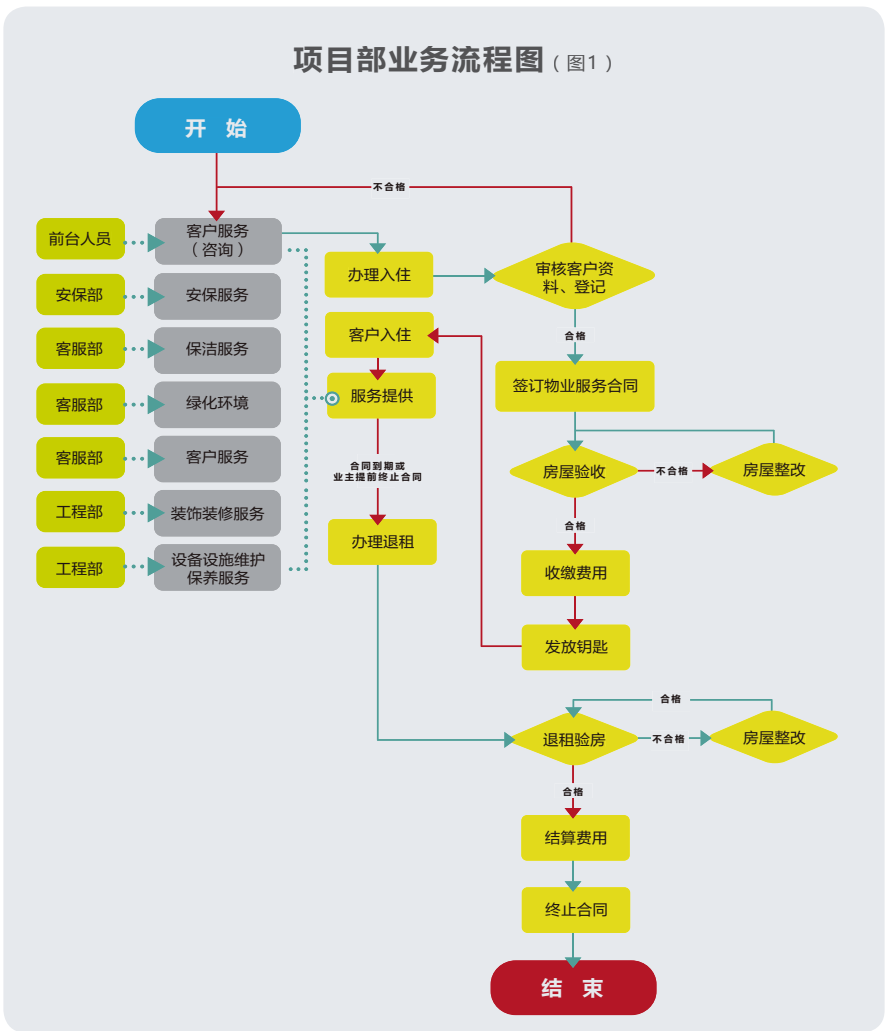 项目部业务流程图（图1）
开 始
不合格
前台人员
客户服务
（咨询）
办理入住
审核客户资
料、登记
安保部
安保服务
合格
客服部
保洁服务
客户入住
签订物业服务合同
客服部
绿化环境
服务提供
客服部
客户服务
合同到期或
业主提前终止合同
房屋验收
不合格
房屋整改
工程部
装饰装修服务
办理退租
合格
工程部
设备设施维护
保养服务
收缴费用
发放钥匙
合格
退租验房
不合格
房屋整改
合格
结算费用
终止合同
结 束